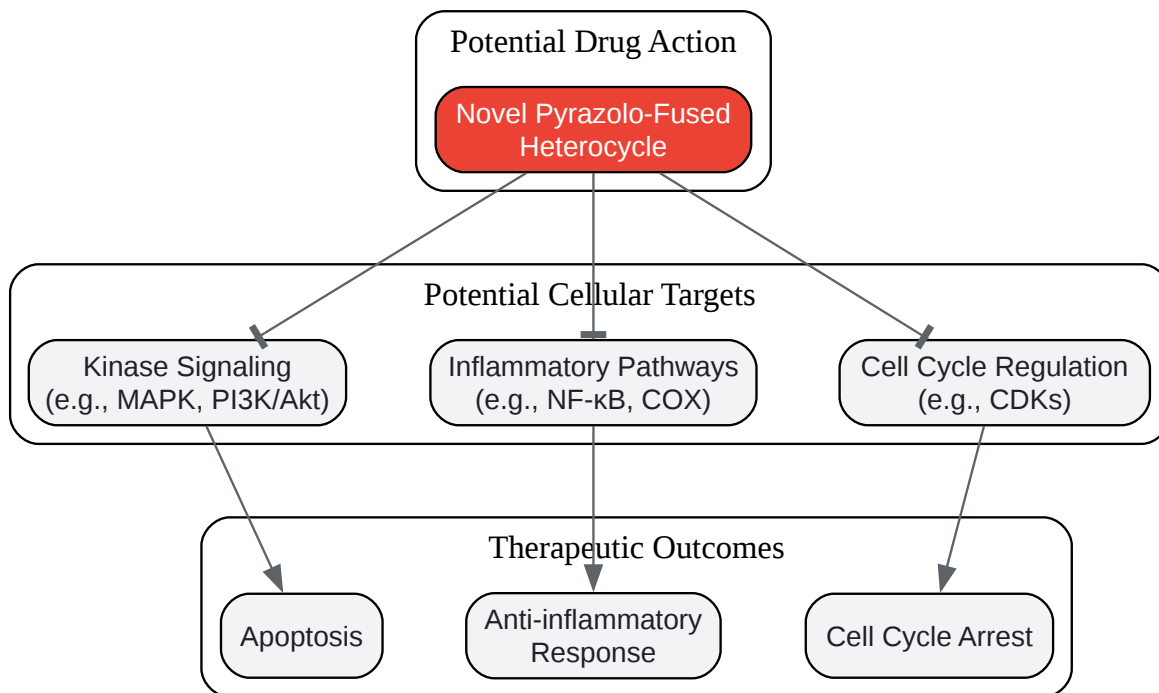 Potential Drug Action
Novel Pyrazolo-Fused
Heterocycle
Potential Cellular Targets
Kinase Signaling
(e.g., MAPK, PI3K/Akt)
Inflammatory Pathways
(e.g., NF-κB, COX)
Cell Cycle Regulation
(e.g., CDKs)
Therapeutic Outcomes
Apoptosis
Anti-inflammatory
Response
Cell Cycle Arrest